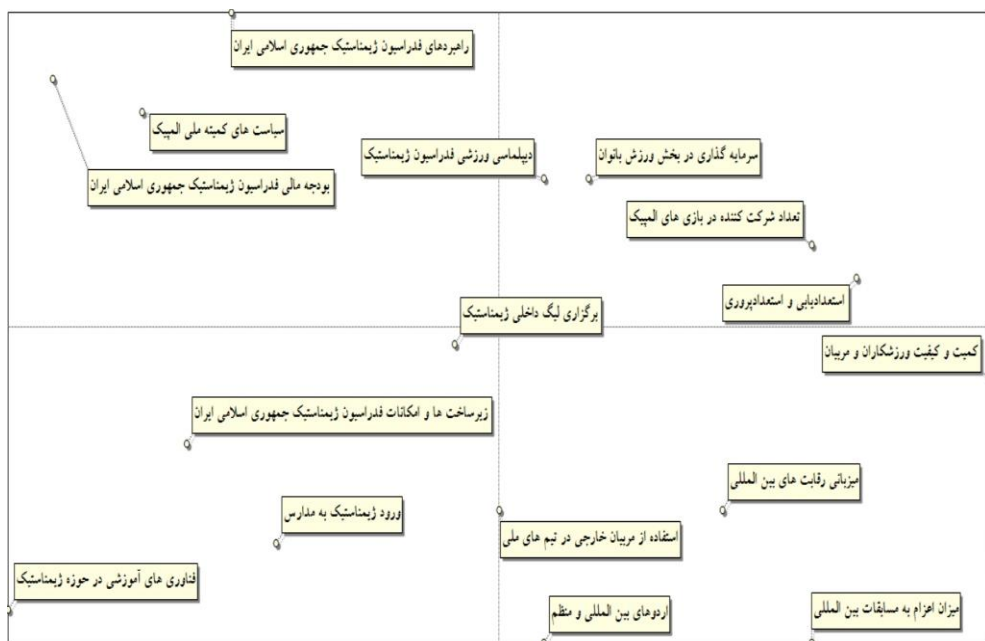 راهبردهای فدراسیون ژیمناستیک جمهوری اسلامی ایران
سیاست های کمیته ملی المپیک
دیپلماسی ورزشی فدراسیون ژیمناستیک
سرمایه گذاری در بخش ورزش بانوان
بودجه مالی فدراسیون ژیمناستیک جمهوری اسلامی ایران
تعداد شرکت کننده در بازی های المپیک
استعدادیابی و استعدادپروری
برگزاری لیگ داخلی ژیمناستیک
کمیت و کیفیت ورزشکاران و مربیان
زیرساخت ها و امکانات فدراسیون ژیمناستیک جمهوری اسلامی ایران
میزبانی رقابت های بین المللی
ورود ژیمناستیک به مدارس
استفاده از مربیان خارجی در تیم های ملی
فناوری های آموزشی در حوزه ژیمناستیک
اردوهای بین المللی و منظم
میزان اعزام به مسابقات بین المللی